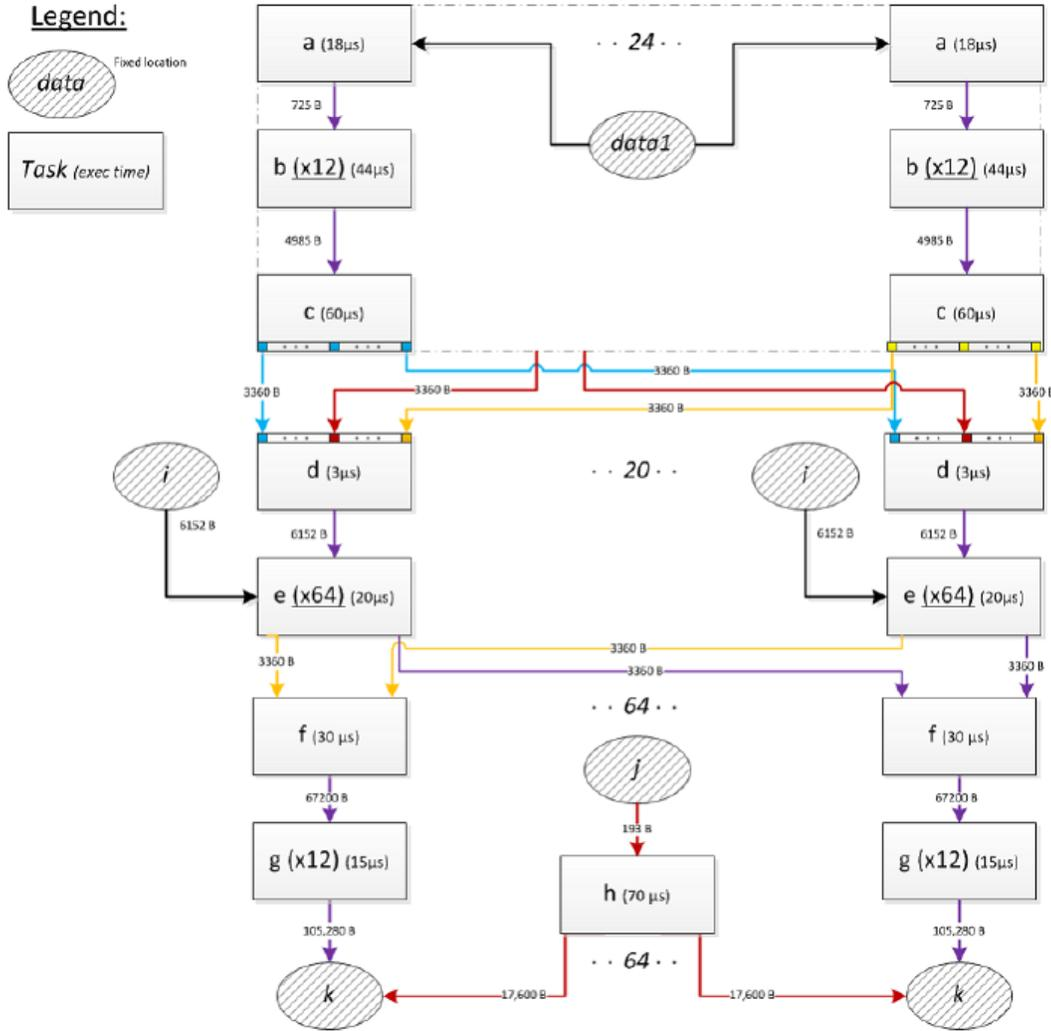 Legend:
data
Fixed location
Task (exec time)
a (18µs)
·· 24 ··
a (18µs)
725 B
725 B
data1
b (x12) (44µs)
b (x12) (44µs)
4985 B
4985 B
c (60µs)
c (60µs)
3360 B
3360 B
3360 B
3360 B
3360 B
i
d (3µs)
·· 20 ··
i
d (3µs)
6152 B
6152 B
6152 B
6152 B
e (x64) (20µs)
e (x64) (20µs)
3360 B
3360 B
3360 B
3360 B
·· 64 ··
f (30 µs)
f (30 µs)
j
67200 B
67200 B
193 B
g (x12) (15µs)
g (x12) (15µs)
h (70 µs)
105,280 B
105,280 B
·· 64 ··
k
17,600 B
17,600 B
k